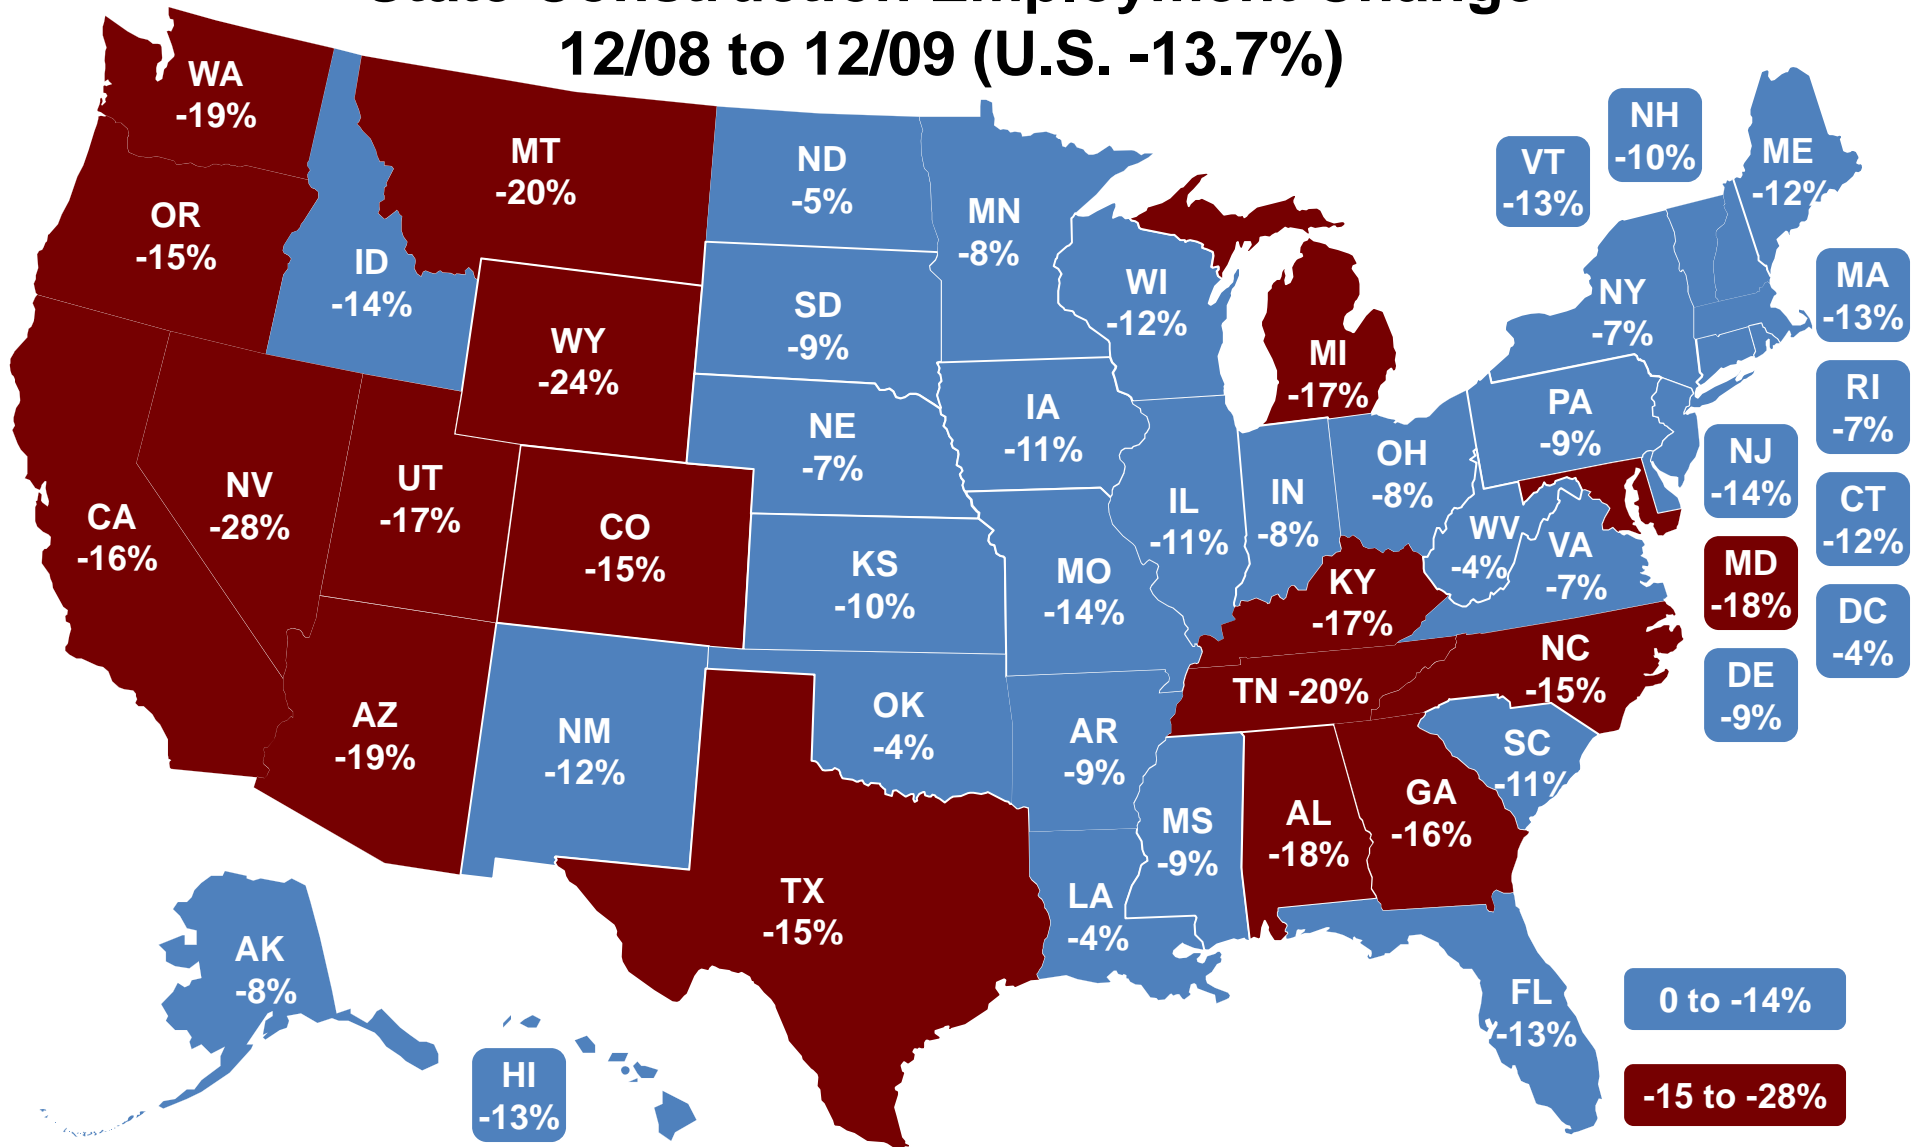 State Construction Employment Change
12/08 to 12/09 (U.S. -13.7%)
WA
-19%
MT
-20%
ND
-5%
MN
-8%
VT
-13%
NH
-10%
ME
-12%
OR
-15%
ID
-14%
WY
-24%
SD
-9%
WI
-12%
MI
-17%
NY
-7%
MA
-13%
RI
-7%
NE
-7%
IA
-11%
PA
-9%
OH
-8%
NJ
-14%
CT
-12%
CA
-16%
NV
-28%
UT
-17%
CO
-15%
KS
-10%
MO
-14%
IL
-11%
IN
-8%
WV
-4%
VA
-7%
MD
-18%
DC
-4%
KY
-17%
NC
-15%
DE
-9%
TN -20%
AZ
-19%
NM
-12%
OK
-4%
AR
-9%
SC
-11%
MS
-9%
AL
-18%
GA
-16%
TX
-15%
LA
-4%
AK
-8%
HI
-13%
FL
-13%
0 to -14%
-15 to -28%